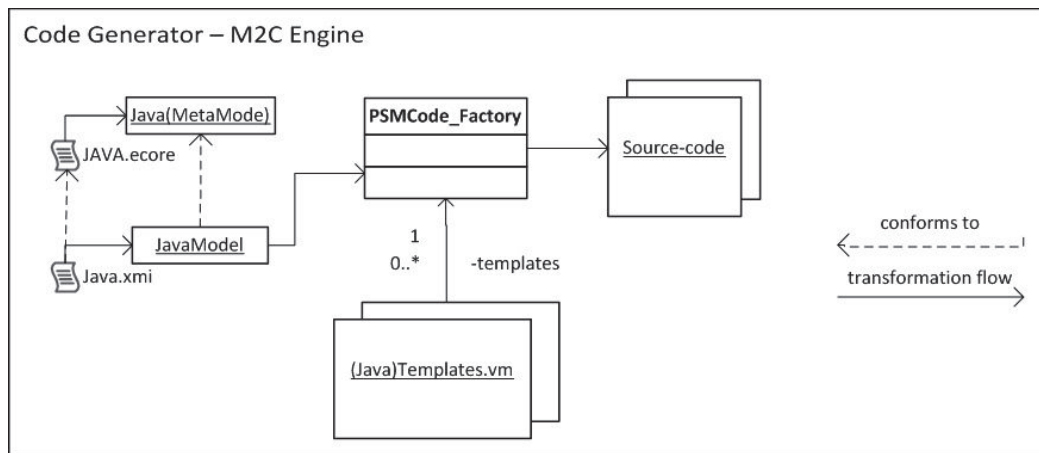 Code Generator – M2C Engine
Java(MetaMode)
PSMCode_Factory
JAVA.ecore
Source-code
JavaModel
Java.xmi
1
0..*
-templates
conforms to
transformation flow
(Java)Templates.vm